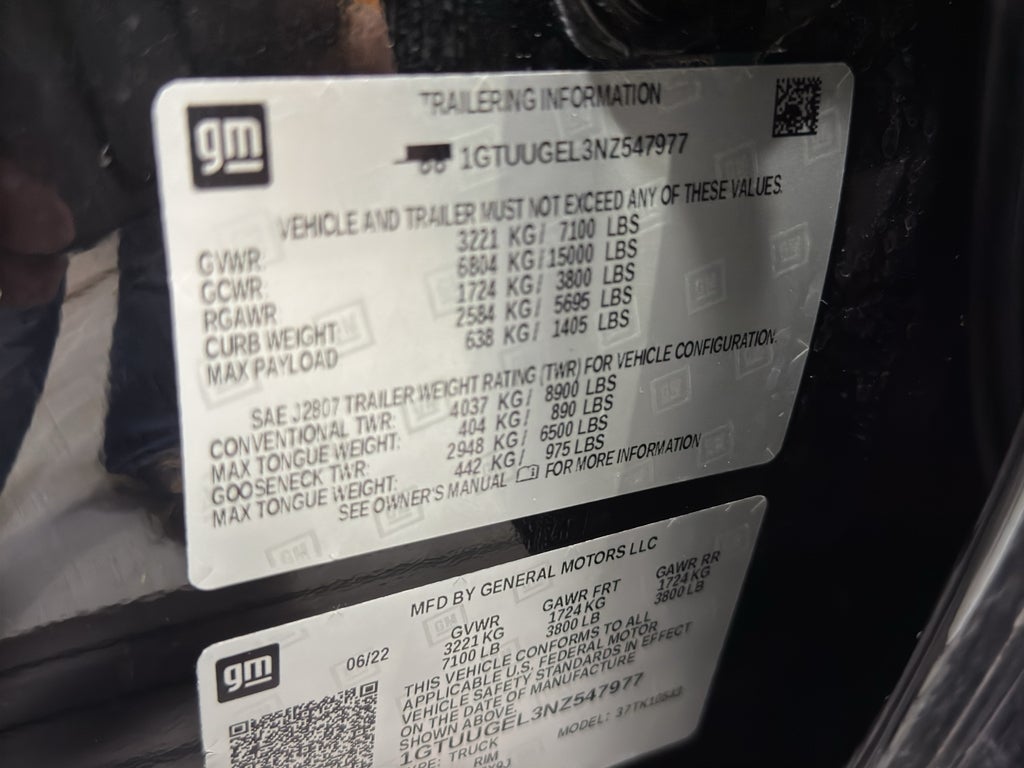 gm
TRAILERING INFORMATION
1GTUUGEL3NZ547977
VEHICLE AND TRAILER MUST NOT EXCEED ANY OF THESE VALUES.
GVWR: 3221 KG/ 7100 LBS
GCWR: 6804 KG/ 15000 LBS
RGAWR: 1724 KG/ 3800 LBS
CURB WEIGHT: 2584 KG/ 5695 LBS
MAX PAYLOAD 638 KG/ 1405 LBS
SAE J2807 TRAILER WEIGHT RATING (TWR) FOR VEHICLE CONFIGURATION.
CONVENTIONAL TWR: 4037 KG/ 8900 LBS
MAX TONGUE WEIGHT: 404 KG/ 890 LBS
GOOSENECK TWR: 2948 KG/ 6500 LBS
MAX TONGUE WEIGHT: 442 KG/ 975 LBS
SEE OWNER'S MANUAL FOR MORE INFORMATION
gm
MFD BY GENERAL MOTORS LLC
06/22 GVWR GAWR FRT GAWR RR
3221 KG 1724 KG 1724 KG
7100 LB 3800 LB 3800 LB
THIS VEHICLE CONFORMS TO ALL
APPLICABLE U.S. FEDERAL MOTOR
VEHICLE SAFETY STANDARDS IN EFFECT
ON THE DATE OF MANUFACTURE
SHOWN ABOVE.
1GTUUGEL3NZ547977
TYPE: TRUCK MODEL: 37TK10543
RIM